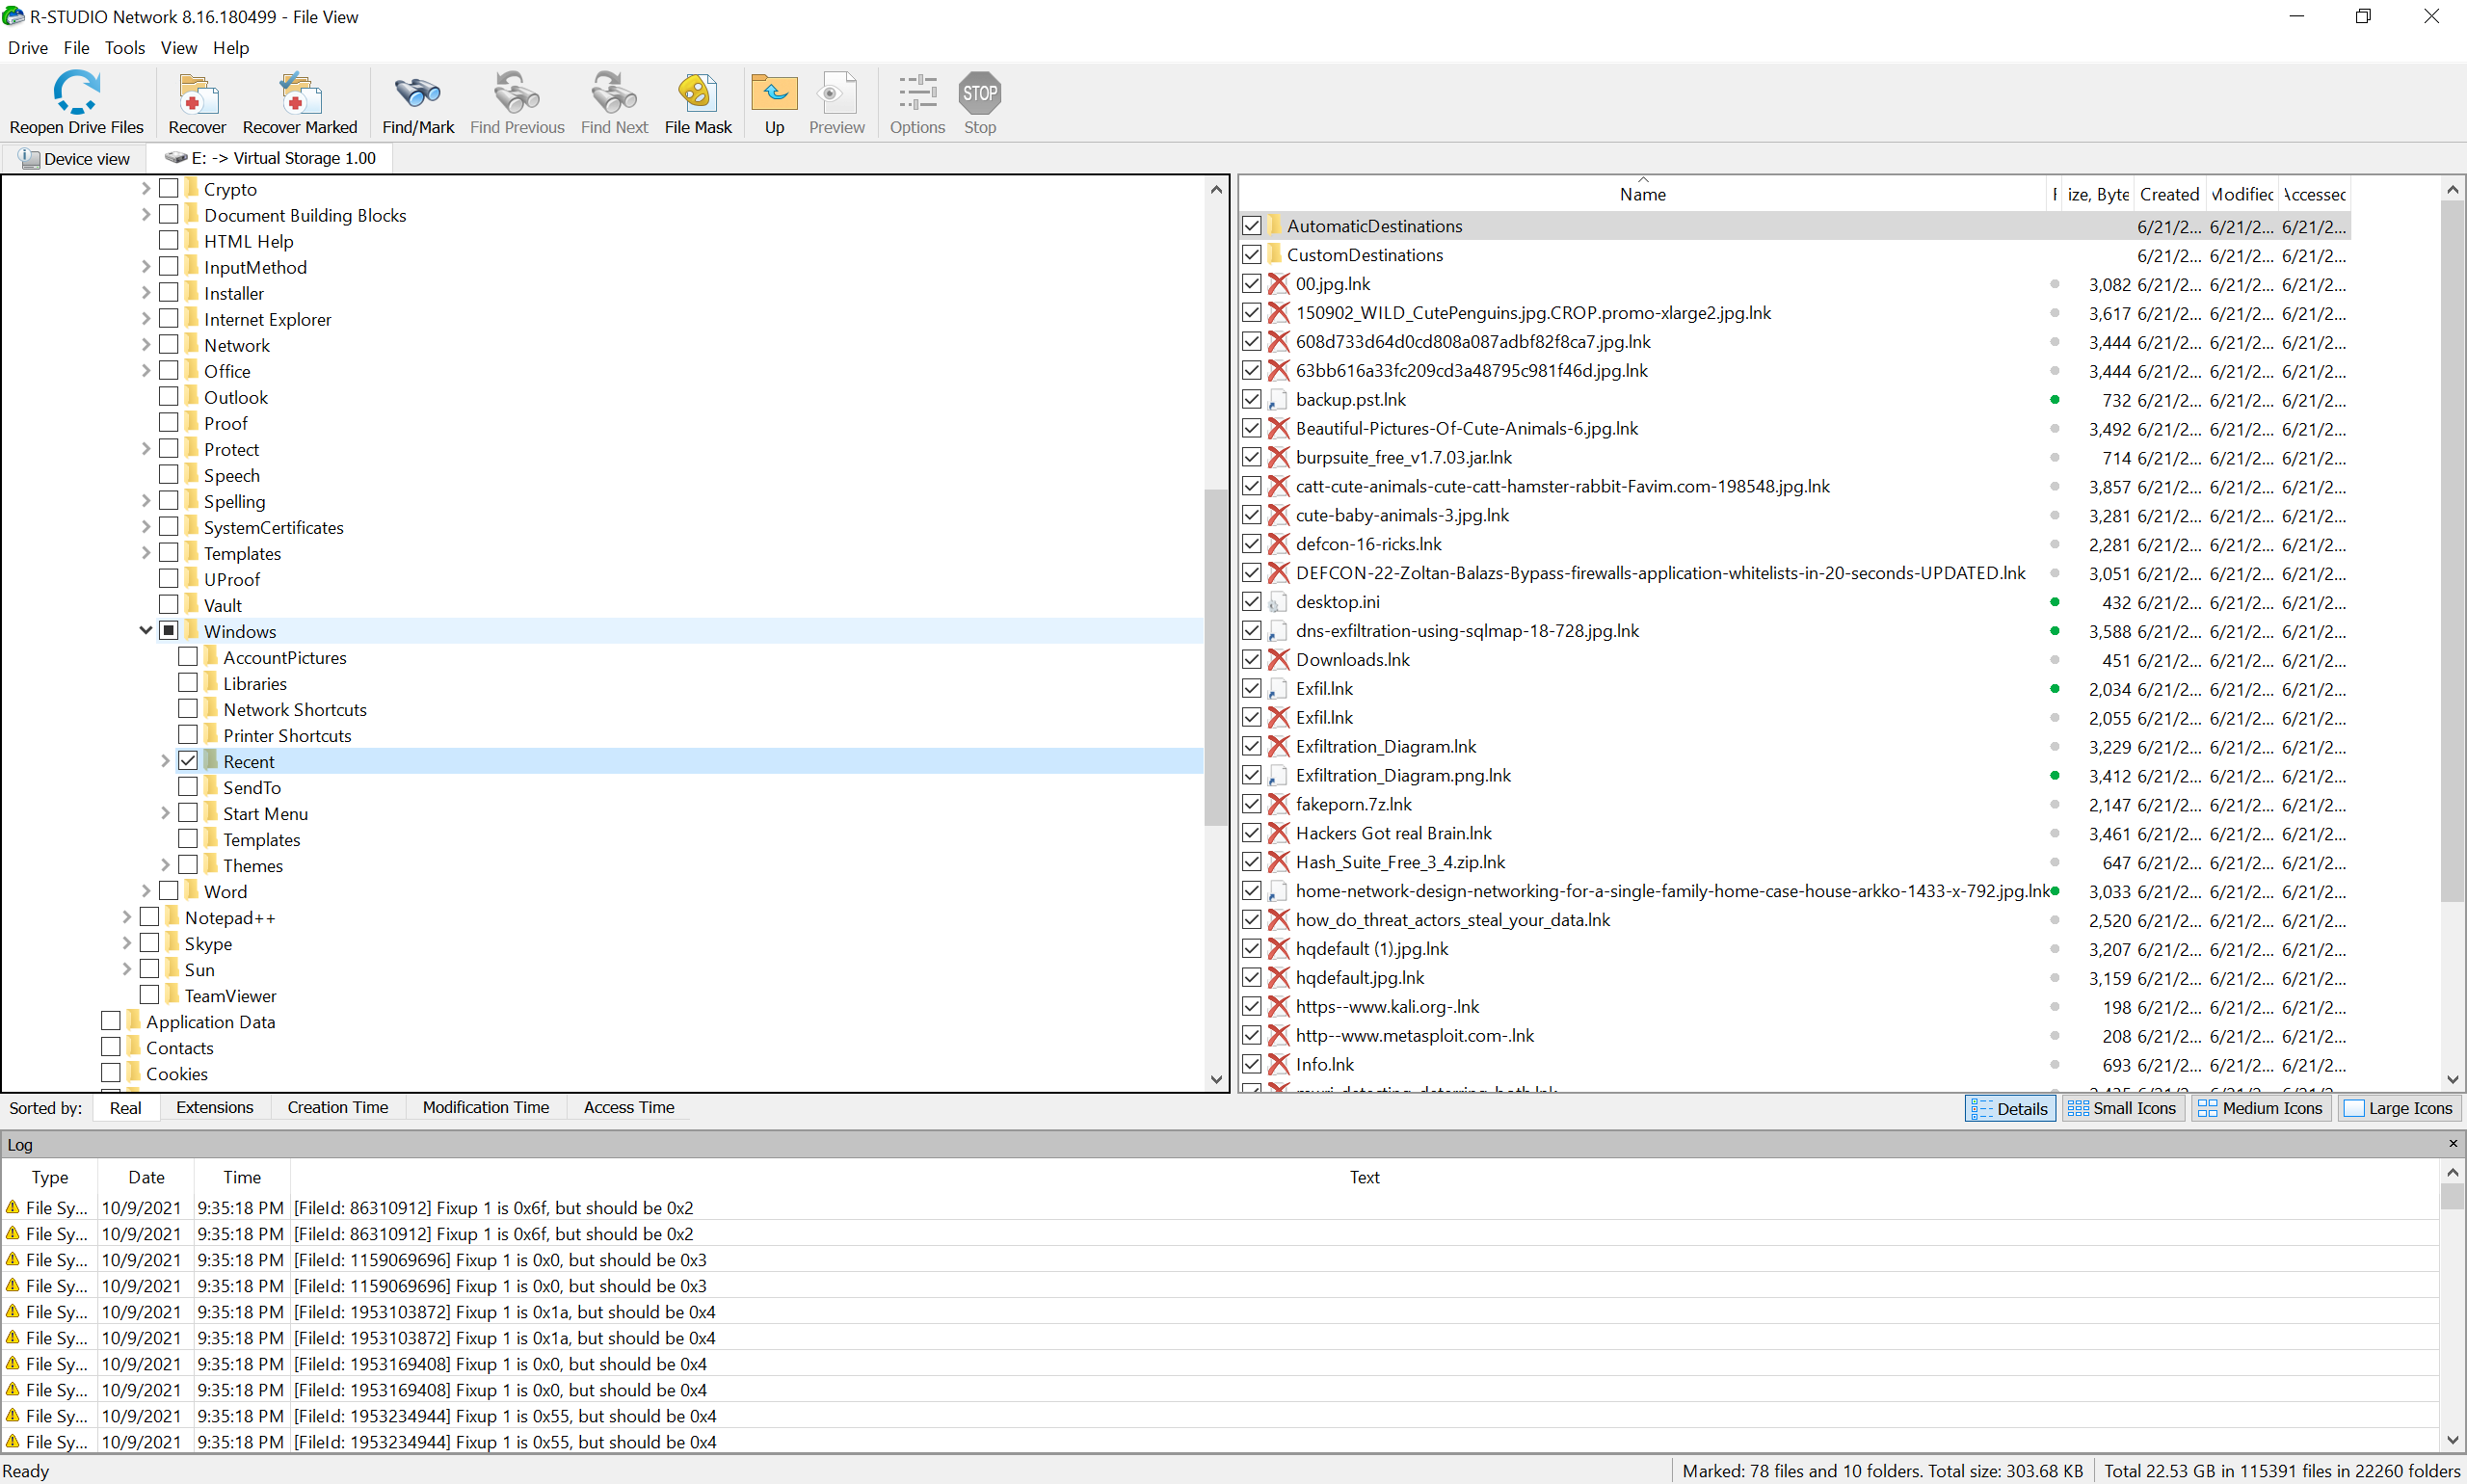 R-STUDIO Network 8.16.180499 - File View
Drive File Tools View Help
Reopen Drive Files Recover Recover Marked Find/Mark Find Previous Find Next File Mask Up Preview Options STOP Stop
Device view E: -> Virtual Storage 1.00
Crypto
Document Building Blocks
HTML Help
InputMethod
Installer
Internet Explorer
Network
Office
Outlook
Proof
Protect
Speech
Spelling
SystemCertificates
Templates
UProof
Vault
Windows
AccountPictures
Libraries
Network Shortcuts
Printer Shortcuts
Recent
SendTo
Start Menu
Templates
Themes
Word
Notepad++
Skype
Sun
TeamViewer
Application Data
Contacts
Cookies
Name ize, Byte Created Modified Accessed
AutomaticDestinations 6/21/2... 6/21/2... 6/21/2...
CustomDestinations 6/21/2... 6/21/2... 6/21/2...
00.jpg.lnk 3,082 6/21/2... 6/21/2... 6/21/2...
150902_WILD_CutePenguins.jpg.CROP.promo-xlarge2.jpg.lnk 3,617 6/21/2... 6/21/2... 6/21/2...
608d733d64d0cd808a087adbf82f8ca7.jpg.lnk 3,444 6/21/2... 6/21/2... 6/21/2...
63bb616a33fc209cd3a48795c981f46d.jpg.lnk 3,444 6/21/2... 6/21/2... 6/21/2...
backup.pst.lnk 732 6/21/2... 6/21/2... 6/21/2...
Beautiful-Pictures-Of-Cute-Animals-6.jpg.lnk 3,492 6/21/2... 6/21/2... 6/21/2...
burpsuite_free_v1.7.03.jar.lnk 714 6/21/2... 6/21/2... 6/21/2...
catt-cute-animals-cute-catt-hamster-rabbit-Favim.com-198548.jpg.lnk 3,857 6/21/2... 6/21/2... 6/21/2...
cute-baby-animals-3.jpg.lnk 3,281 6/21/2... 6/21/2... 6/21/2...
defcon-16-ricks.lnk 2,281 6/21/2... 6/21/2... 6/21/2...
DEFCON-22-Zoltan-Balazs-Bypass-firewalls-application-whitelists-in-20-seconds-UPDATED.lnk 3,051 6/21/2... 6/21/2... 6/21/2...
desktop.ini 432 6/21/2... 6/21/2... 6/21/2...
dns-exfiltration-using-sqlmap-18-728.jpg.lnk 3,588 6/21/2... 6/21/2... 6/21/2...
Downloads.lnk 451 6/21/2... 6/21/2... 6/21/2...
Exfil.lnk 2,034 6/21/2... 6/21/2... 6/21/2...
Exfil.lnk 2,055 6/21/2... 6/21/2... 6/21/2...
Exfiltration_Diagram.lnk 3,229 6/21/2... 6/21/2... 6/21/2...
Exfiltration_Diagram.png.lnk 3,412 6/21/2... 6/21/2... 6/21/2...
fakeporn.7z.lnk 2,147 6/21/2... 6/21/2... 6/21/2...
Hackers Got real Brain.lnk 3,461 6/21/2... 6/21/2... 6/21/2...
Hash_Suite_Free_3_4.zip.lnk 647 6/21/2... 6/21/2... 6/21/2...
home-network-design-networking-for-a-single-family-home-case-house-arkko-1433-x-792.jpg.lnk 3,033 6/21/2... 6/21/2... 6/21/2...
how_do_threat_actors_steal_your_data.lnk 2,520 6/21/2... 6/21/2... 6/21/2...
hqdefault (1).jpg.lnk 3,207 6/21/2... 6/21/2... 6/21/2...
hqdefault.jpg.lnk 3,159 6/21/2... 6/21/2... 6/21/2...
https--www.kali.org-.lnk 198 6/21/2... 6/21/2... 6/21/2...
http--www.metasploit.com-.lnk 208 6/21/2... 6/21/2... 6/21/2...
Info.lnk 693 6/21/2... 6/21/2... 6/21/2...
Sorted by: Real Extensions Creation Time Modification Time Access Time Details Small Icons Medium Icons Large Icons
Log
Type Date Time Text
File Sy... 10/9/2021 9:35:18 PM [FileId: 86310912] Fixup 1 is 0x6f, but should be 0x2
File Sy... 10/9/2021 9:35:18 PM [FileId: 86310912] Fixup 1 is 0x6f, but should be 0x2
File Sy... 10/9/2021 9:35:18 PM [FileId: 1159069696] Fixup 1 is 0x0, but should be 0x3
File Sy... 10/9/2021 9:35:18 PM [FileId: 1159069696] Fixup 1 is 0x0, but should be 0x3
File Sy... 10/9/2021 9:35:18 PM [FileId: 1953103872] Fixup 1 is 0x1a, but should be 0x4
File Sy... 10/9/2021 9:35:18 PM [FileId: 1953103872] Fixup 1 is 0x1a, but should be 0x4
File Sy... 10/9/2021 9:35:18 PM [FileId: 1953169408] Fixup 1 is 0x0, but should be 0x4
File Sy... 10/9/2021 9:35:18 PM [FileId: 1953169408] Fixup 1 is 0x0, but should be 0x4
File Sy... 10/9/2021 9:35:18 PM [FileId: 1953234944] Fixup 1 is 0x55, but should be 0x4
File Sy... 10/9/2021 9:35:18 PM [FileId: 1953234944] Fixup 1 is 0x55, but should be 0x4
Ready Marked: 78 files and 10 folders. Total size: 303.68 KB Total 22.53 GB in 115391 files in 22260 folders